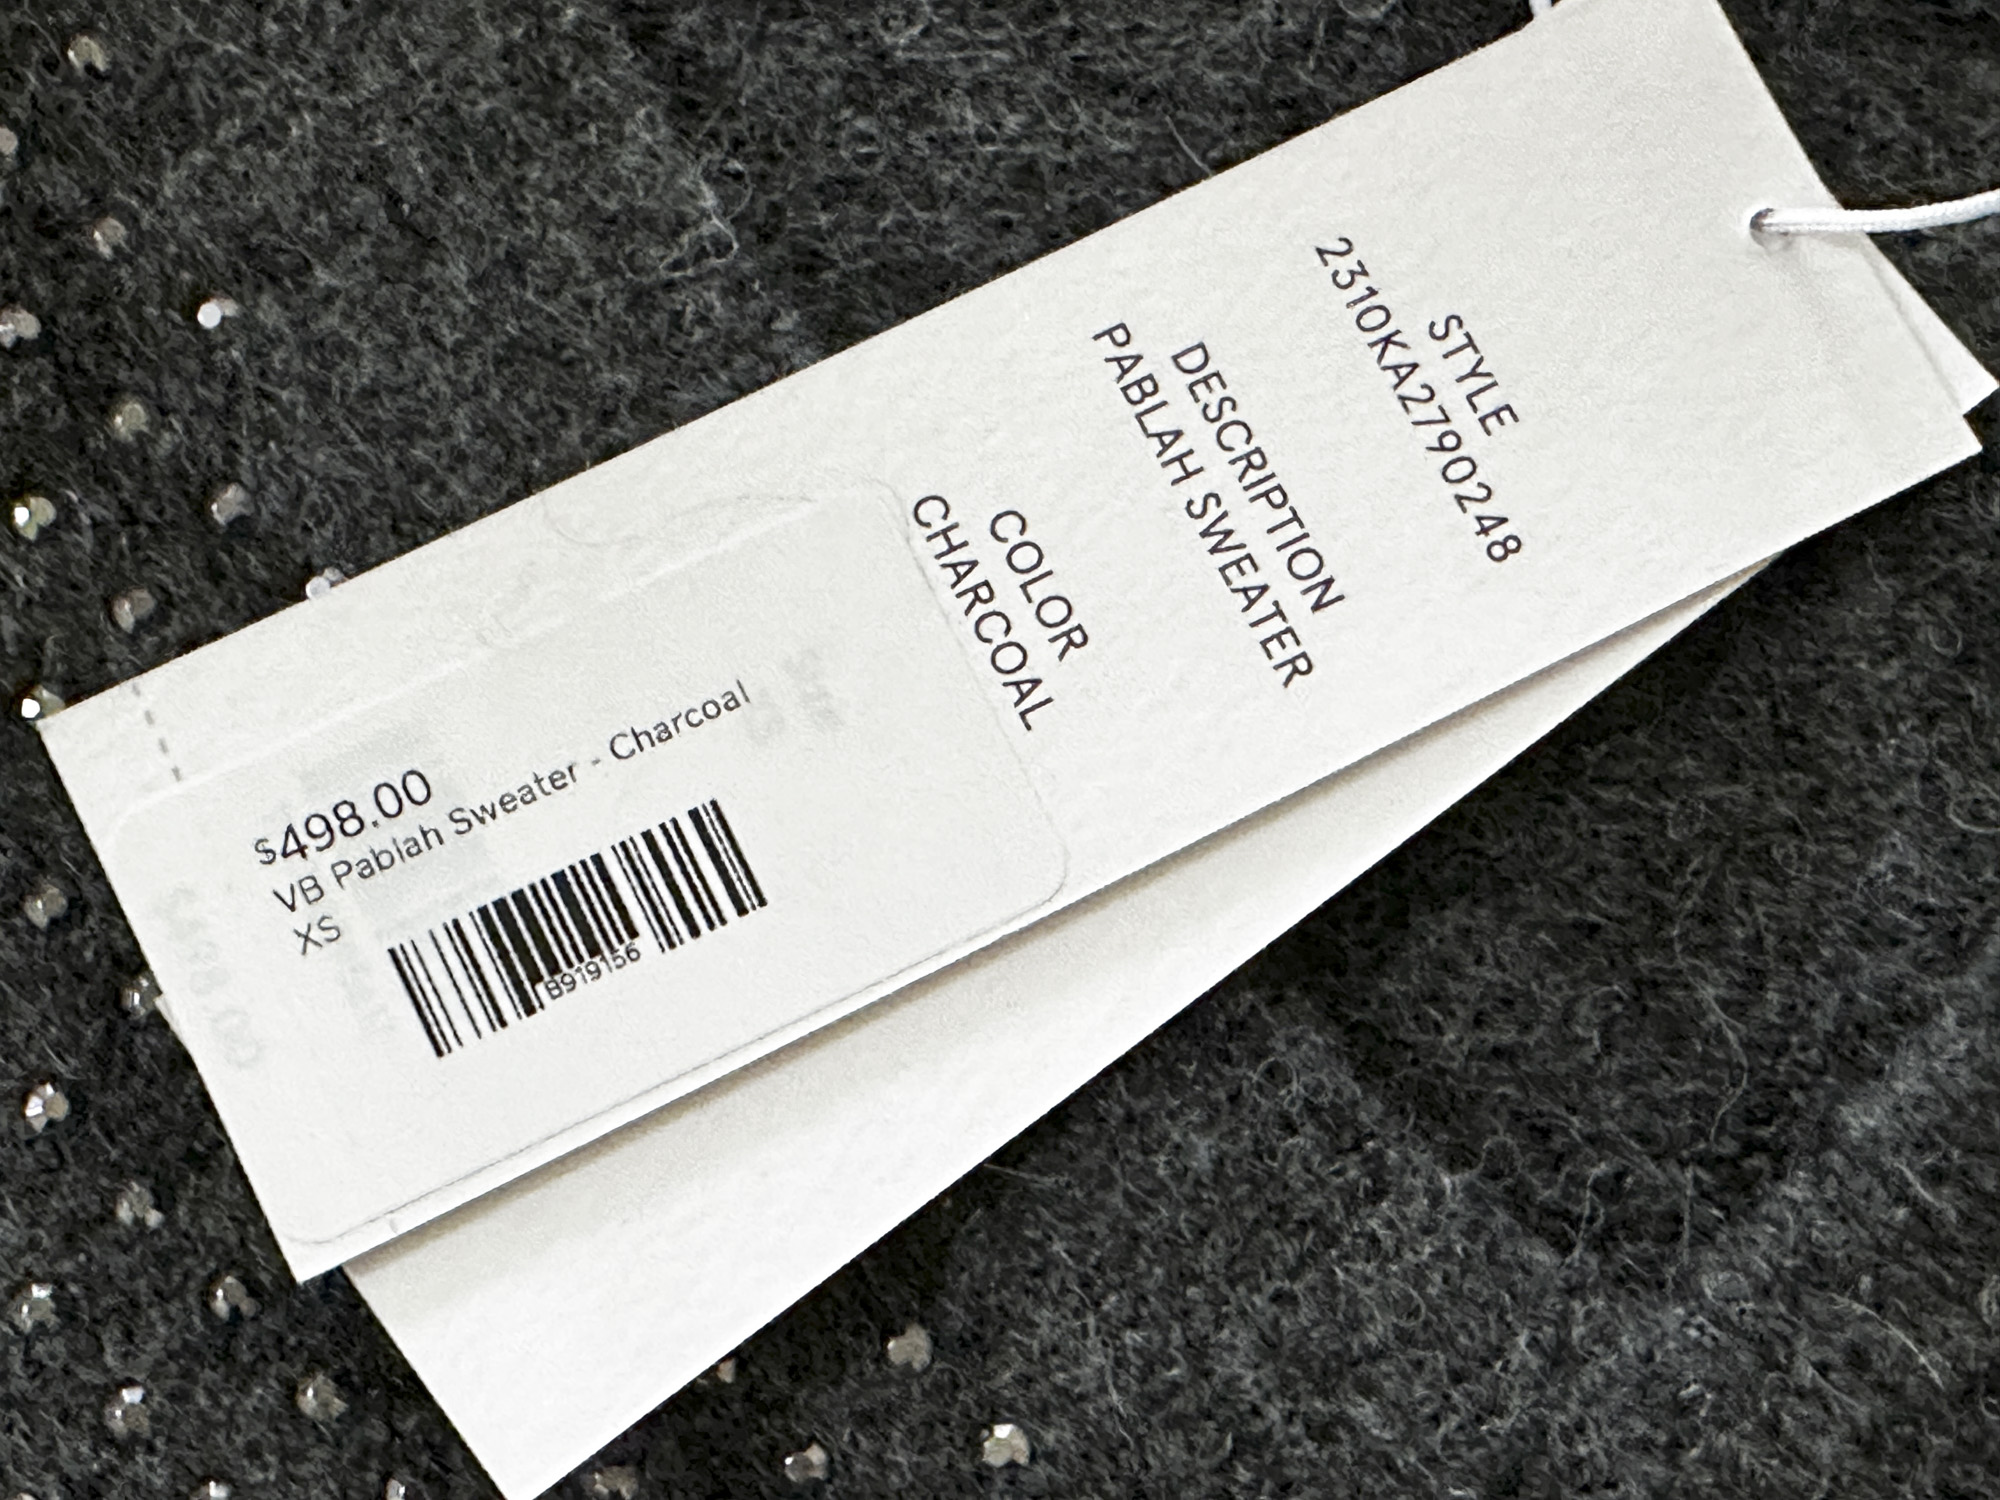 STYLE
2310KA2790248
DESCRIPTION
PABLAH SWEATER
COLOR
CHARCOAL
$498.00
VB Pablah Sweater - Charcoal
XS
B919156